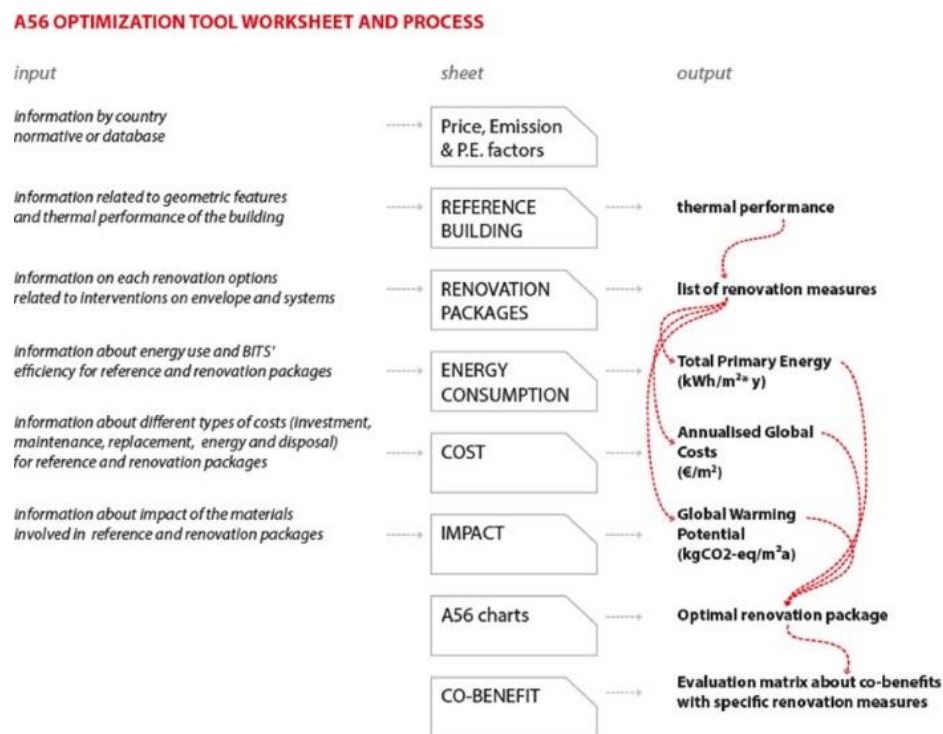 A56 OPTIMIZATION TOOL WORKSHEET AND PROCESS
input
sheet
output
information by country
normative or database
Price, Emission
& P.E. factors
information related to geometric features
and thermal performance of the building
REFERENCE
BUILDING
thermal performance
information on each renovation options
related to interventions on envelope and systems
RENOVATION
PACKAGES
list of renovation measures
information about energy use and BITS'
efficiency for reference and renovation packages
ENERGY
CONSUMPTION
Total Primary Energy
(kWh/m²* y)
information about different types of costs (investment,
maintenance, replacement, energy and disposal)
for reference and renovation packages
COST
Annualised Global
Costs
(€/m²)
information about impact of the materials
involved in reference and renovation packages
IMPACT
Global Warming
Potential
(kgCO2-eq/m²a)
A56 charts
Optimal renovation package
CO-BENEFIT
Evaluation matrix about co-benefits
with specific renovation measures